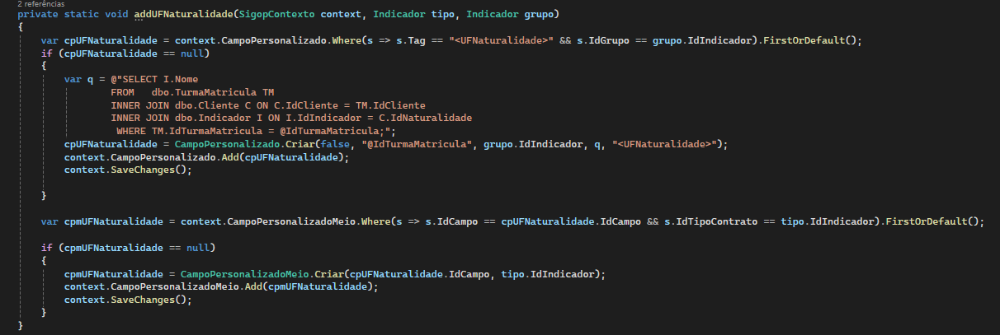 2 referências
private static void addUFNaturalidade(SigopContexto context, Indicador tipo, Indicador grupo)
{
    var cpUFNaturalidade = context.CampoPersonalizado.Where(s => s.Tag == "<UFNaturalidade>" && s.IdGrupo == grupo.IdIndicador).FirstOrDefault();
    if (cpUFNaturalidade == null)
    {
        var q = @"SELECT I.Nome
                FROM   dbo.TurmaMatricula TM
                INNER JOIN dbo.Cliente C ON C.IdCliente = TM.IdCliente
                INNER JOIN dbo.Indicador I ON I.IdIndicador = C.IdNaturalidade
                 WHERE TM.IdTurmaMatricula = @IdTurmaMatricula;";
        cpUFNaturalidade = CampoPersonalizado.Criar(false, "@IdTurmaMatricula", grupo.IdIndicador, q, "<UFNaturalidade>");
        context.CampoPersonalizado.Add(cpUFNaturalidade);
        context.SaveChanges();

    }

    var cpmUFNaturalidade = context.CampoPersonalizadoMeio.Where(s => s.IdCampo == cpUFNaturalidade.IdCampo && s.IdTipoContrato == tipo.IdIndicador).FirstOrDefault();

    if (cpmUFNaturalidade == null)
    {
        cpmUFNaturalidade = CampoPersonalizadoMeio.Criar(cpUFNaturalidade.IdCampo, tipo.IdIndicador);
        context.CampoPersonalizadoMeio.Add(cpmUFNaturalidade);
        context.SaveChanges();
    }
}